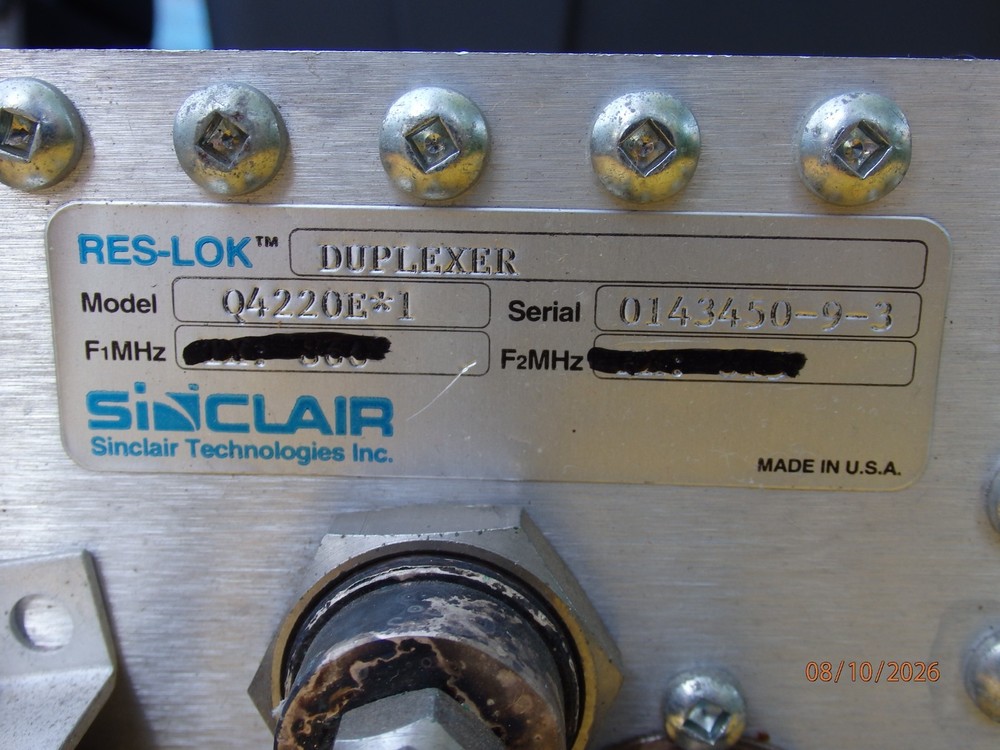 RES-LOK™ DUPLEXER
Model Q4220E*1 Serial 0143450-9-3
F1MHz F2MHz
SINCLAIR
Sinclair Technologies Inc.
MADE IN U.S.A.
08/10/2026